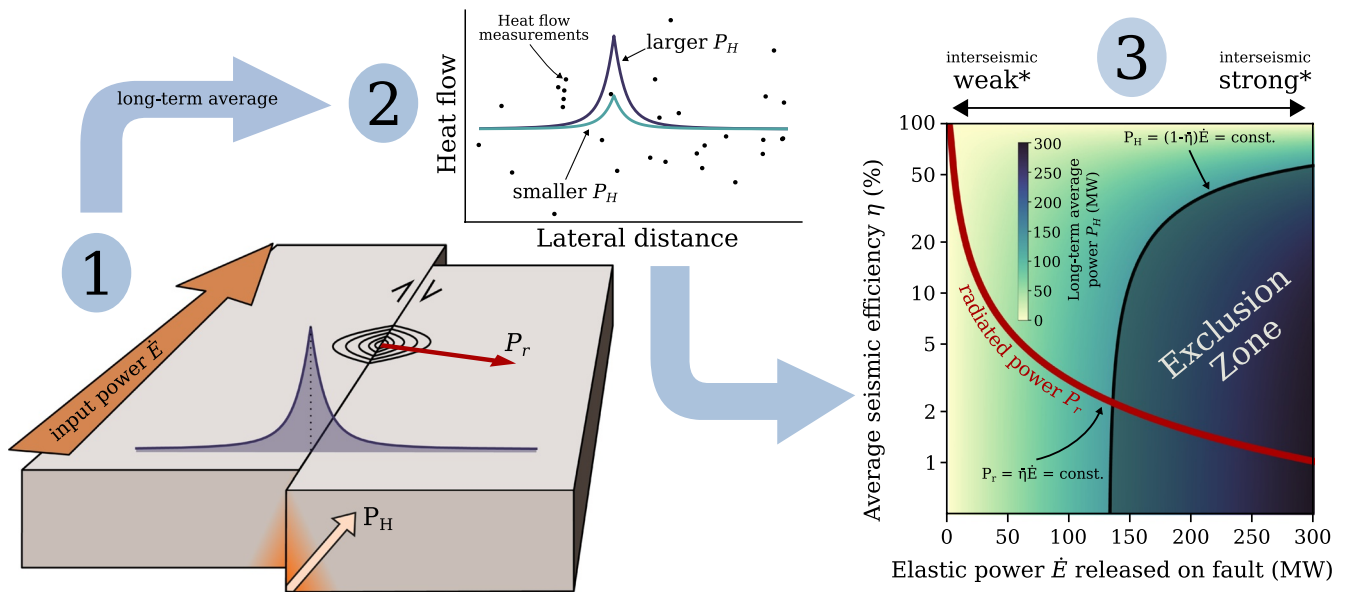 1
input power Ė
P_r
P_H
long-term average
2
Heat flow
measurements
larger P_H
smaller P_H
Heat flow
Lateral distance
3
interseismic
weak*
interseismic
strong*
P_H = (1-η̄)Ė = const.
300
250
200
150
100
50
0
Long-term average
power P_H (MW)
radiated power P_r
Exclusion
Zone
P_r = η̄Ė = const.
Average seismic efficiency η (%)
100
50
20
10
5
2
1
0 50 100 150 200 250 300
Elastic power Ė released on fault (MW)